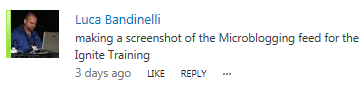 Luca Bandinelli
making a screenshot of the Microblogging feed for the
Ignite Training
3 days ago LIKE REPLY ···